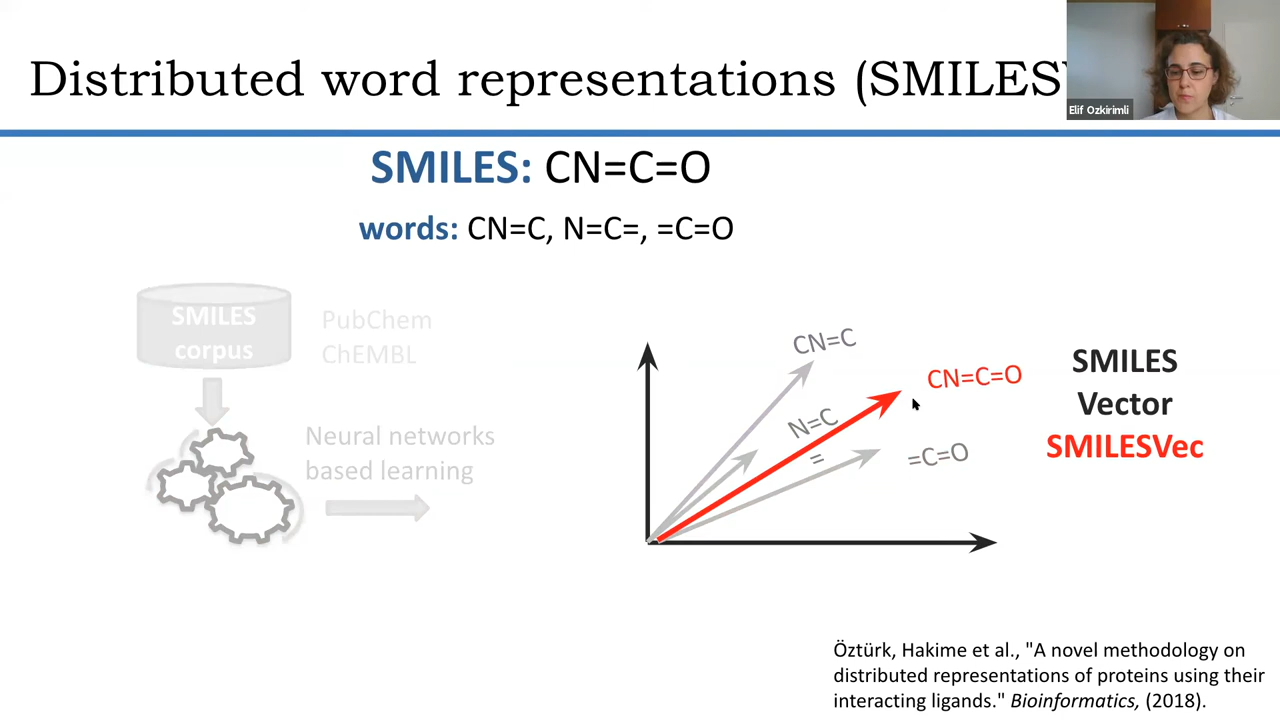 Distributed word representations (SMILES
Elif Ozkirimli
SMILES: CN=C=O
words: CN=C, N=C=, =C=O
SMILES
corpus
PubChem
ChEMBL
Neural networks
based learning
CN=C
CN=C=O
N=C
=
=C=O
SMILES
Vector
SMILESVec
Öztürk, Hakime et al., "A novel methodology on
distributed representations of proteins using their
interacting ligands." Bioinformatics, (2018).